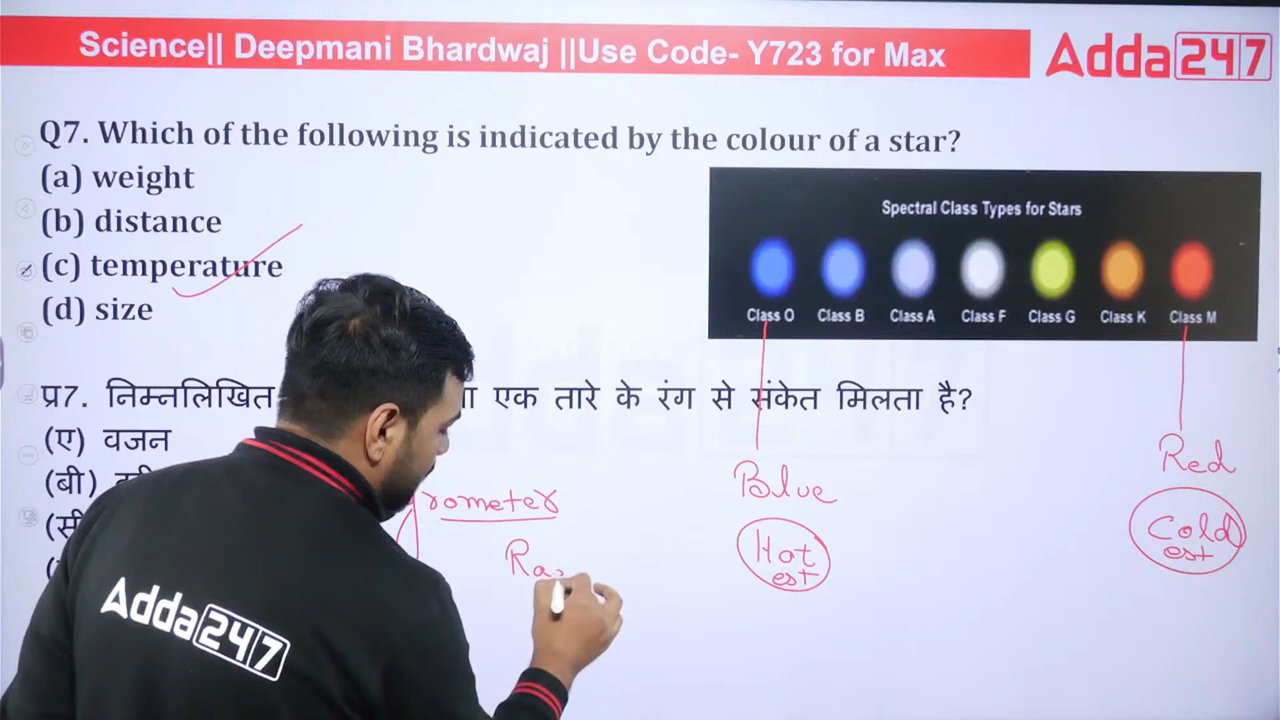 Science|| Deepmani Bhardwaj ||Use Code- Y723 for Max
Adda247
Q7. Which of the following is indicated by the colour of a star?
(a) weight
(b) distance
(c) temperature
(d) size
Spectral Class Types for Stars
Class O Class B Class A Class F Class G Class K Class M
प्र7. निम्नलिखित एक तारे के रंग से संकेत मिलता है?
(ए) वजन
(बी)
Blue
Hot
est
Red
Cold
est
Adda247